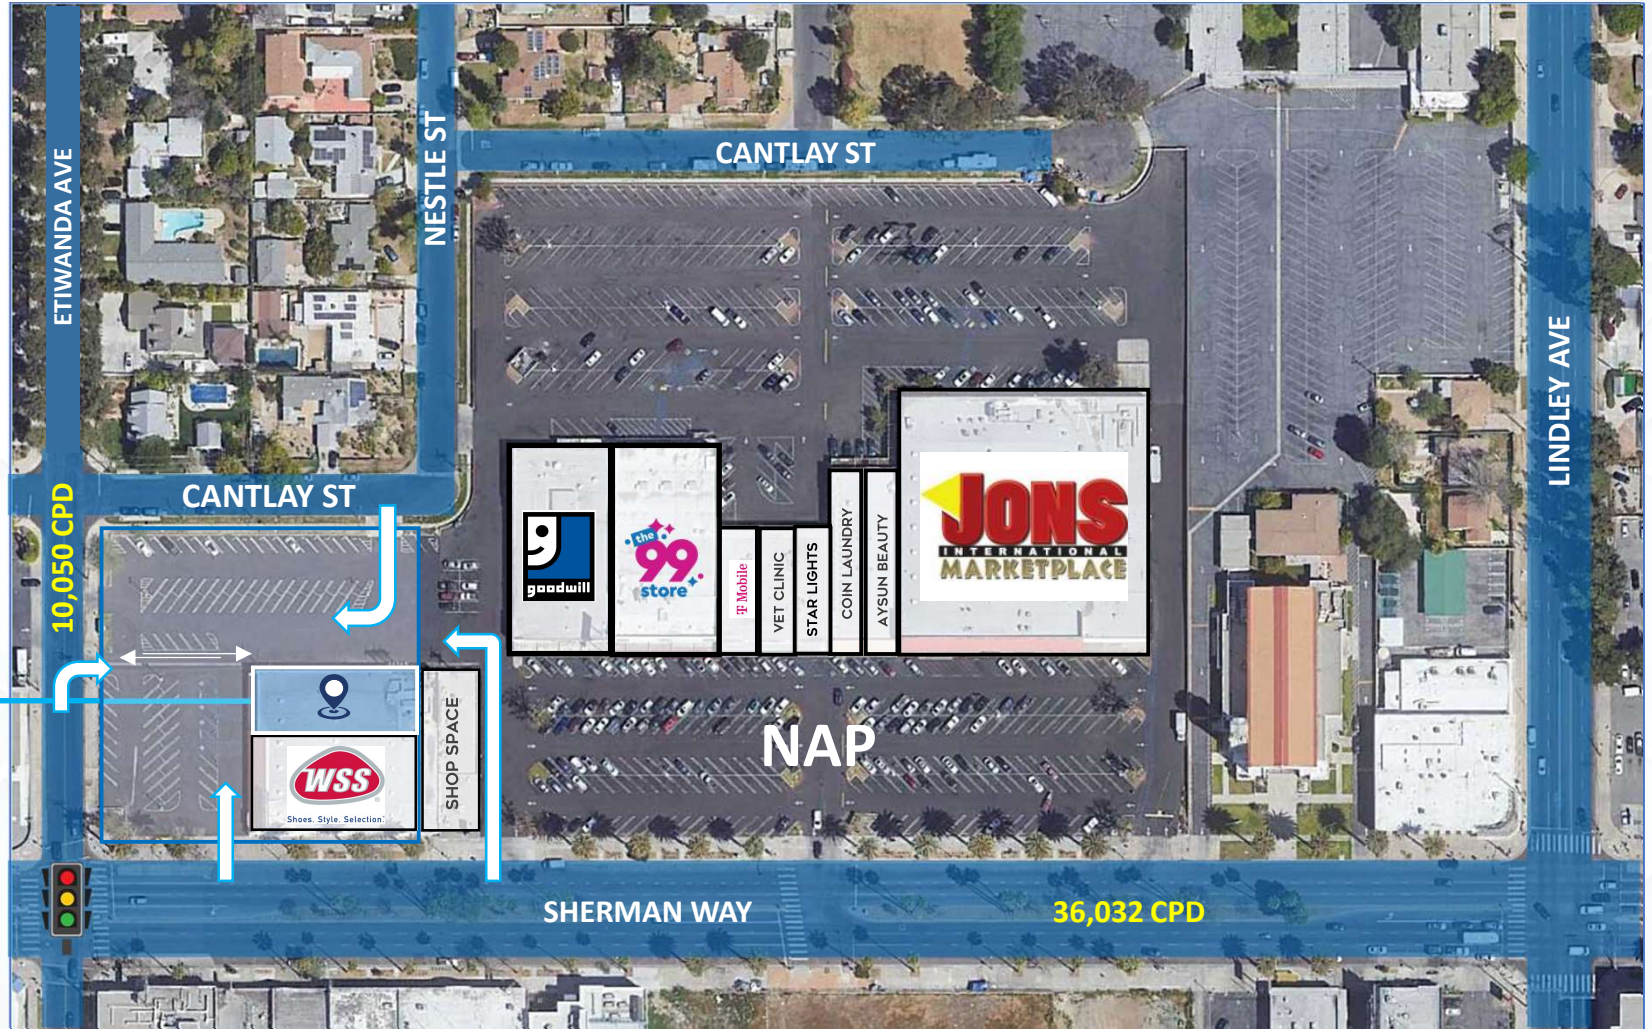 ETIWANDA AVE
NESTLE ST
CANTLAY ST
LINDLEY AVE
CANTLAY ST
10,050 CPD
goodwill
the
99
store
T Mobile
VET CLINIC
STAR LIGHTS
COIN LAUNDRY
AYSUN BEAUTY
JONS
INTERNATIONAL
MARKETPLACE
SHOP SPACE
WSS
Shoes. Style. Selection.
NAP
SHERMAN WAY
36,032 CPD